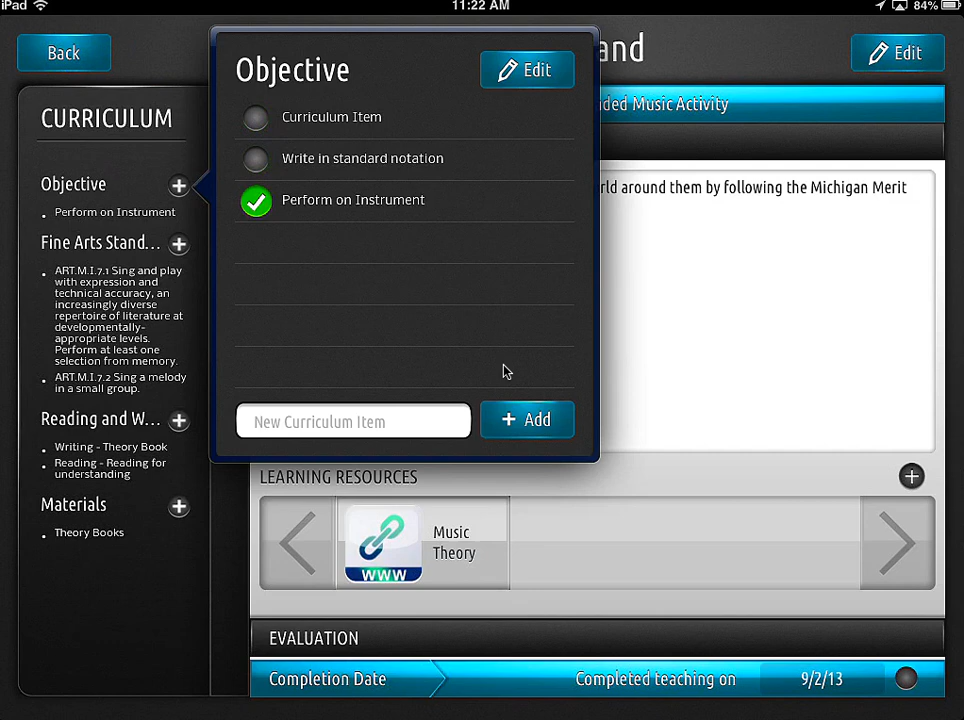 iPad
11:22 AM
84%
Back
and
Edit
CURRICULUM
Objective
Perform on Instrument
Fine Arts Stand...
ART.M.I.7.1 Sing and play
with expression and
technical accuracy, an
increasingly diverse
repertoire of literature at
developmentally-
appropriate levels.
Perform at least one
selection from memory.
ART.M.I.7.2 Sing a melody
in a small group.
Reading and W...
Writing - Theory Book
Reading - Reading for
understanding
Materials
Theory Books
Objective
Edit
Curriculum Item
Write in standard notation
Perform on Instrument
New Curriculum Item
+ Add
ded Music Activity
rld around them by following the Michigan Merit
LEARNING RESOURCES
WWW
Music
Theory
EVALUATION
Completion Date
Completed teaching on
9/2/13